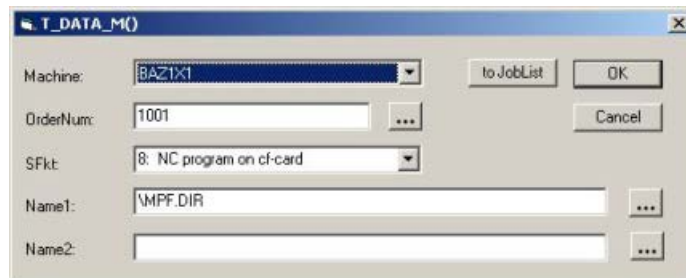 T_DATA_M()
Machine: BAZ1X1 to JobList OK
OrderNum: 1001 ... Cancel
SFkt: 8: NC program on cf-card
Name1: \MPF.DIR ...
Name2: ...